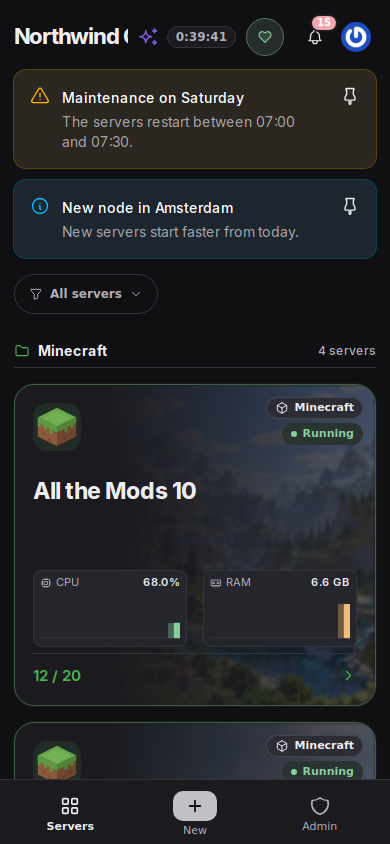 Northwind
0:39:41
15
Maintenance on Saturday
The servers restart between 07:00
and 07:30.
New node in Amsterdam
New servers start faster from today.
All servers
Minecraft
4 servers
Minecraft
Running
All the Mods 10
CPU
68.0%
RAM
6.6 GB
12 / 20
Minecraft
Running
Servers
New
Admin